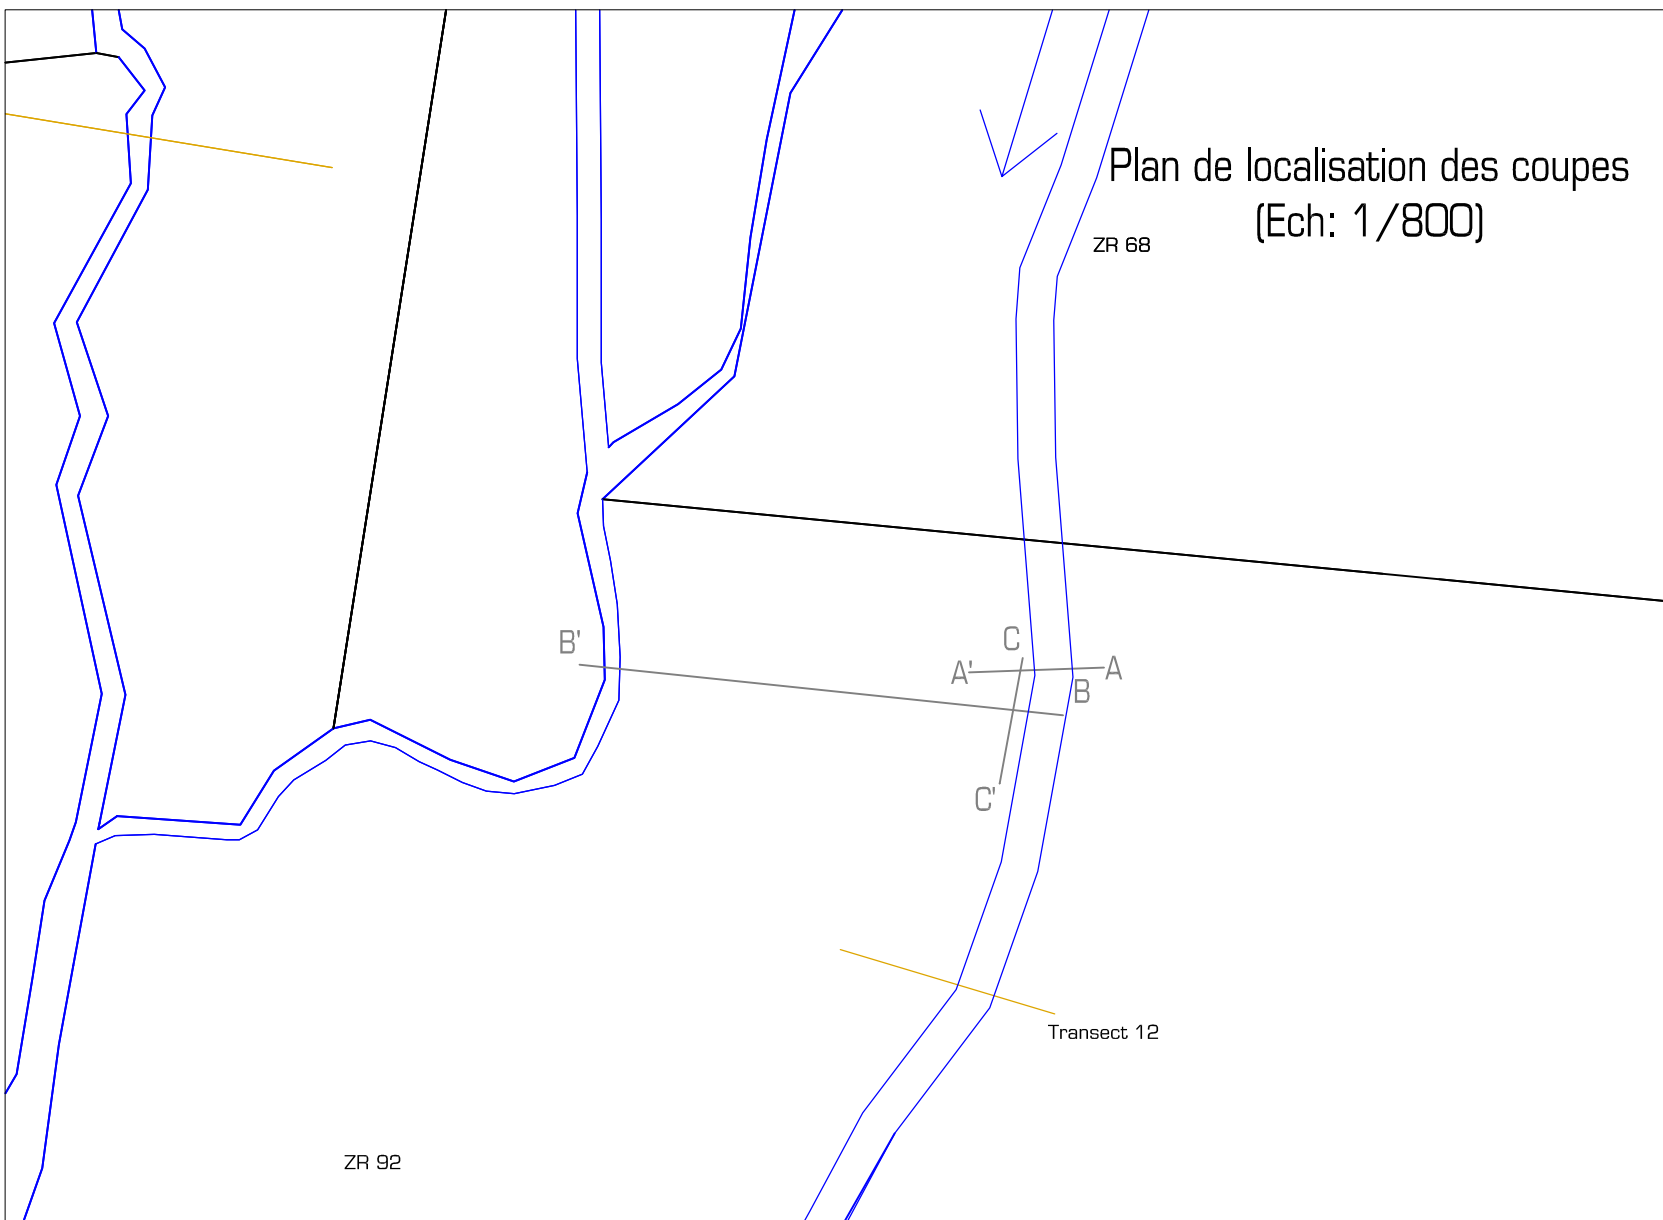 Plan de localisation des coupes
(Ech: 1/800)
ZR 68
B'
C
A'
A
B
C'
Transect 12
ZR 92